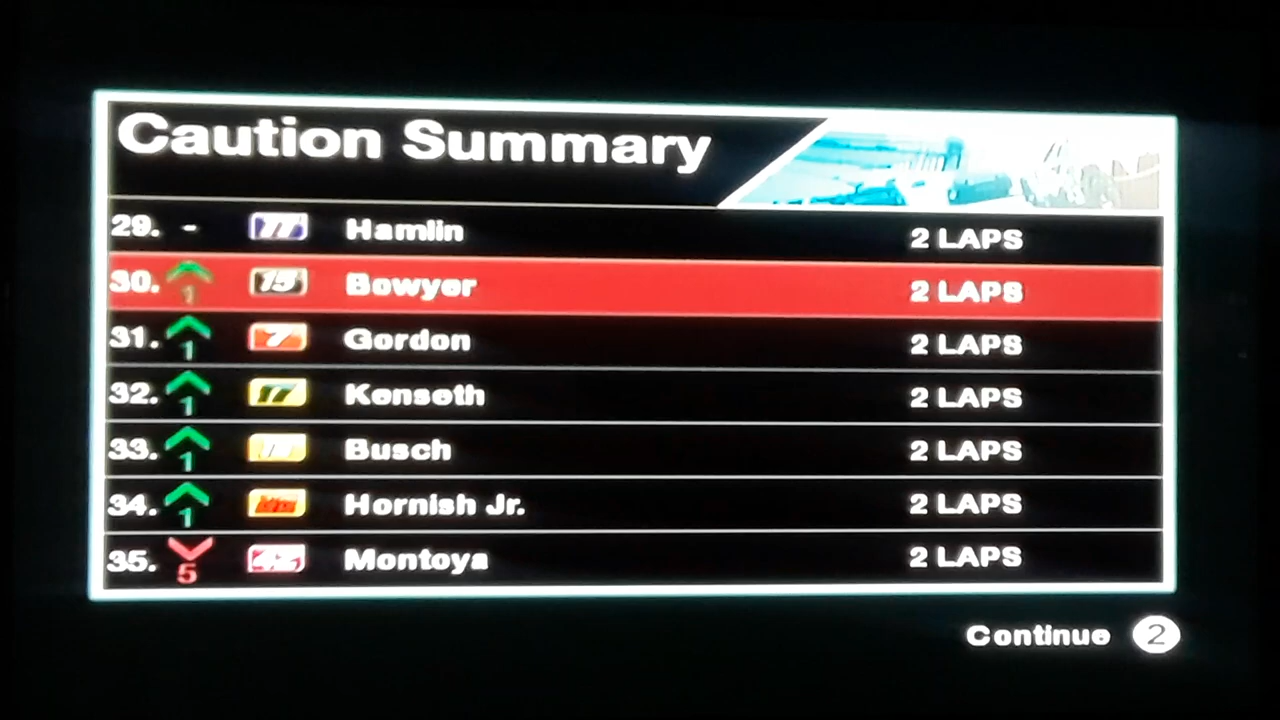 Caution Summary
29. - 11 Hamlin 2 LAPS
30. 1 15 Bowyer 2 LAPS
31. 1 7 Gordon 2 LAPS
32. 1 17 Kenseth 2 LAPS
33. 1 Busch 2 LAPS
34. 1 Hornish Jr. 2 LAPS
35. 5 42 Montoya 2 LAPS
Continue 2